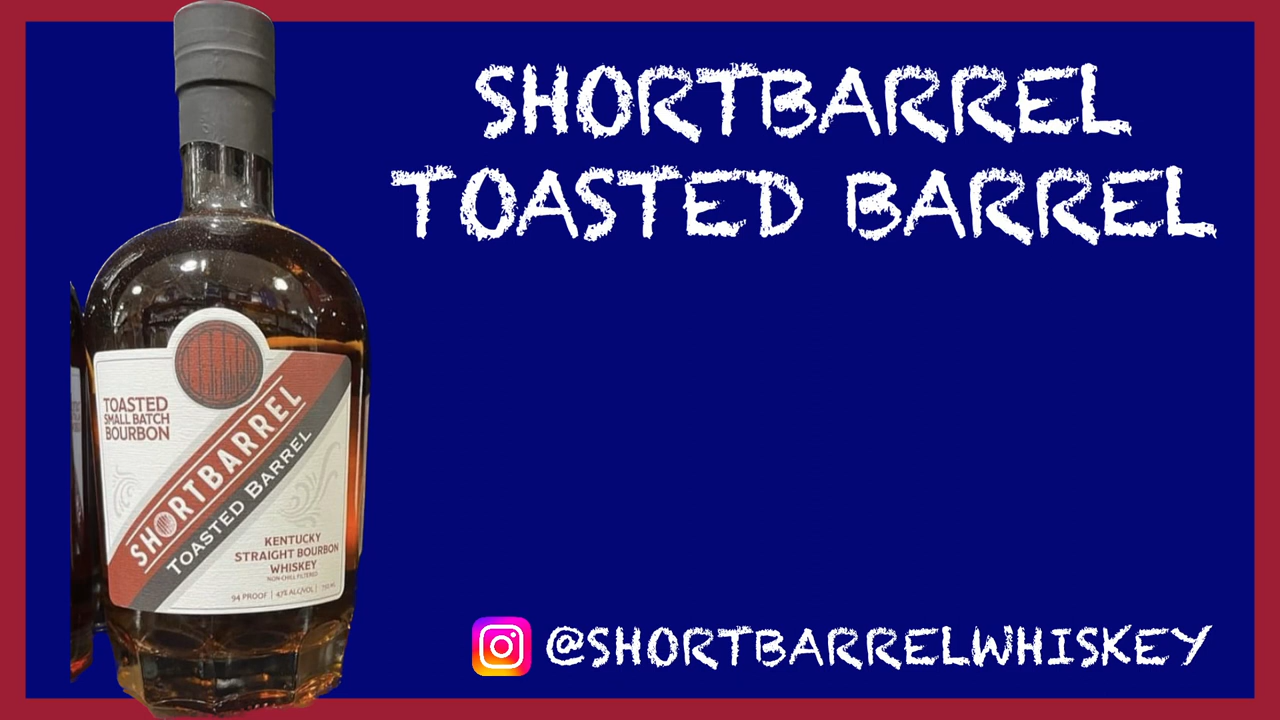 SHORTBARREL
TOASTED BARREL
TOASTED
SMALL BATCH
BOURBON
SHORTBARREL
TOASTED BARREL
KENTUCKY
STRAIGHT BOURBON
WHISKEY
NON-CHILL FILTERED
94 PROOF | 47% ALC/VOL | 750 ML
@SHORTBARRELWHISKEY